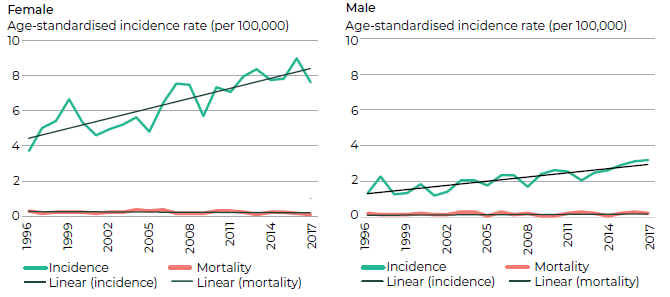 Female
Age-standardised incidence rate (per 100,000)
10
8
6
4
2
0
1996
1999
2002
2005
2008
2011
2014
2017
Incidence
Mortality
Linear (incidence)
Linear (mortality)
Male
Age-standardised incidence rate (per 100,000)
10
8
6
4
2
0
1996
1999
2002
2005
2008
2011
2014
2017
Incidence
Mortality
Linear (incidence)
Linear (mortality)